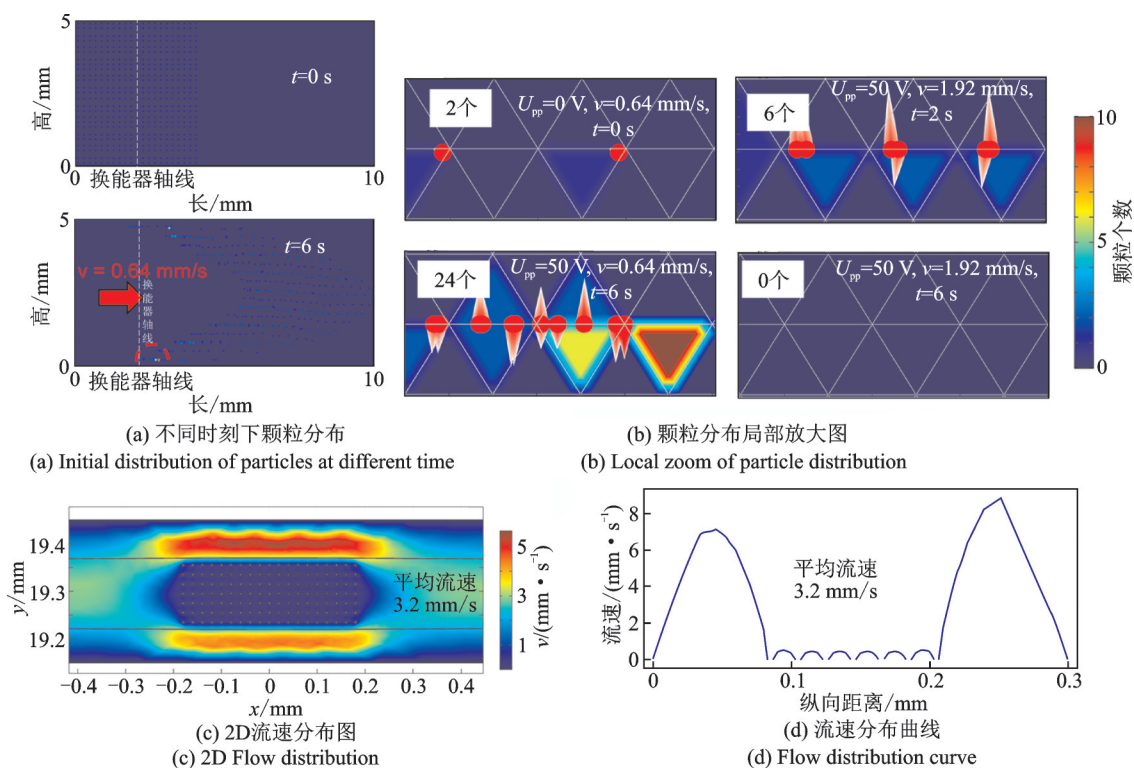 5
高/mm
0
t=0 s
换能器轴线
10
长/mm
5
高/mm
0
t=6 s
v = 0.64 mm/s
换能器轴线
换能器轴线
10
长/mm
(a) 不同时刻下颗粒分布
(a) Initial distribution of particles at different time
2个
Upp=0 V, v=0.64 mm/s,
t=0 s
6个
Upp=50 V, v=1.92 mm/s,
t=2 s
24个
Upp=50 V, v=0.64 mm/s,
t=6 s
0个
Upp=50 V, v=1.92 mm/s,
t=6 s
10
5
0
颗粒个数
(b) 颗粒分布局部放大图
(b) Local zoom of particle distribution
19.4
19.3
19.2
y/mm
平均流速
3.2 mm/s
−0.4 −0.3 −0.2 −0.1 0 0.1 0.2 0.3 0.4
x/mm
5
3
1
v/(mm·s⁻¹)
(c) 2D流速分布图
(c) 2D Flow distribution
8
6
4
2
0
流速/(mm·s⁻¹)
平均流速
3.2 mm/s
0 0.1 0.2 0.3
纵向距离/mm
(d) 流速分布曲线
(d) Flow distribution curve